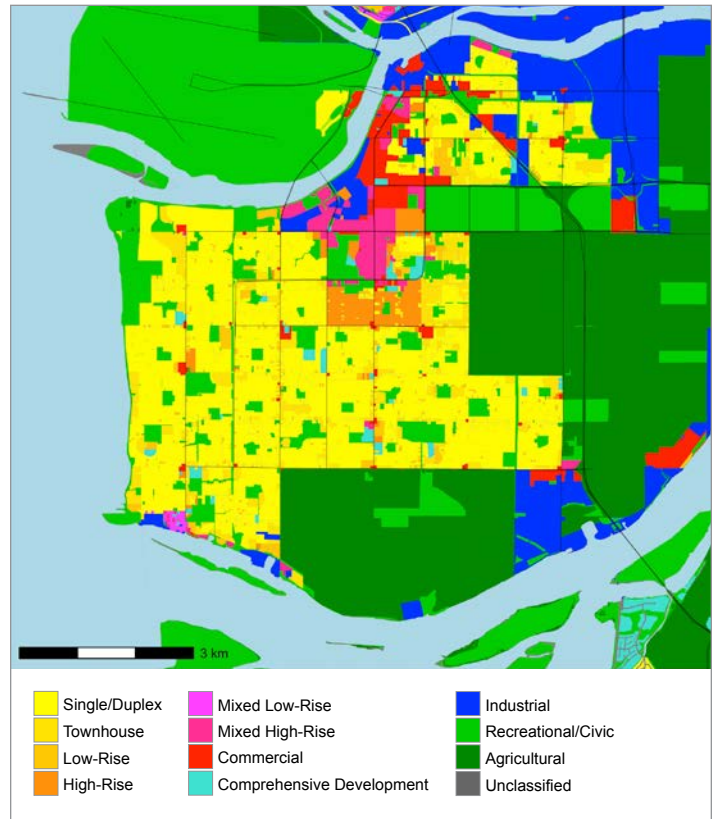 3 km
Single/Duplex
Townhouse
Low-Rise
High-Rise
Mixed Low-Rise
Mixed High-Rise
Commercial
Comprehensive Development
Industrial
Recreational/Civic
Agricultural
Unclassified